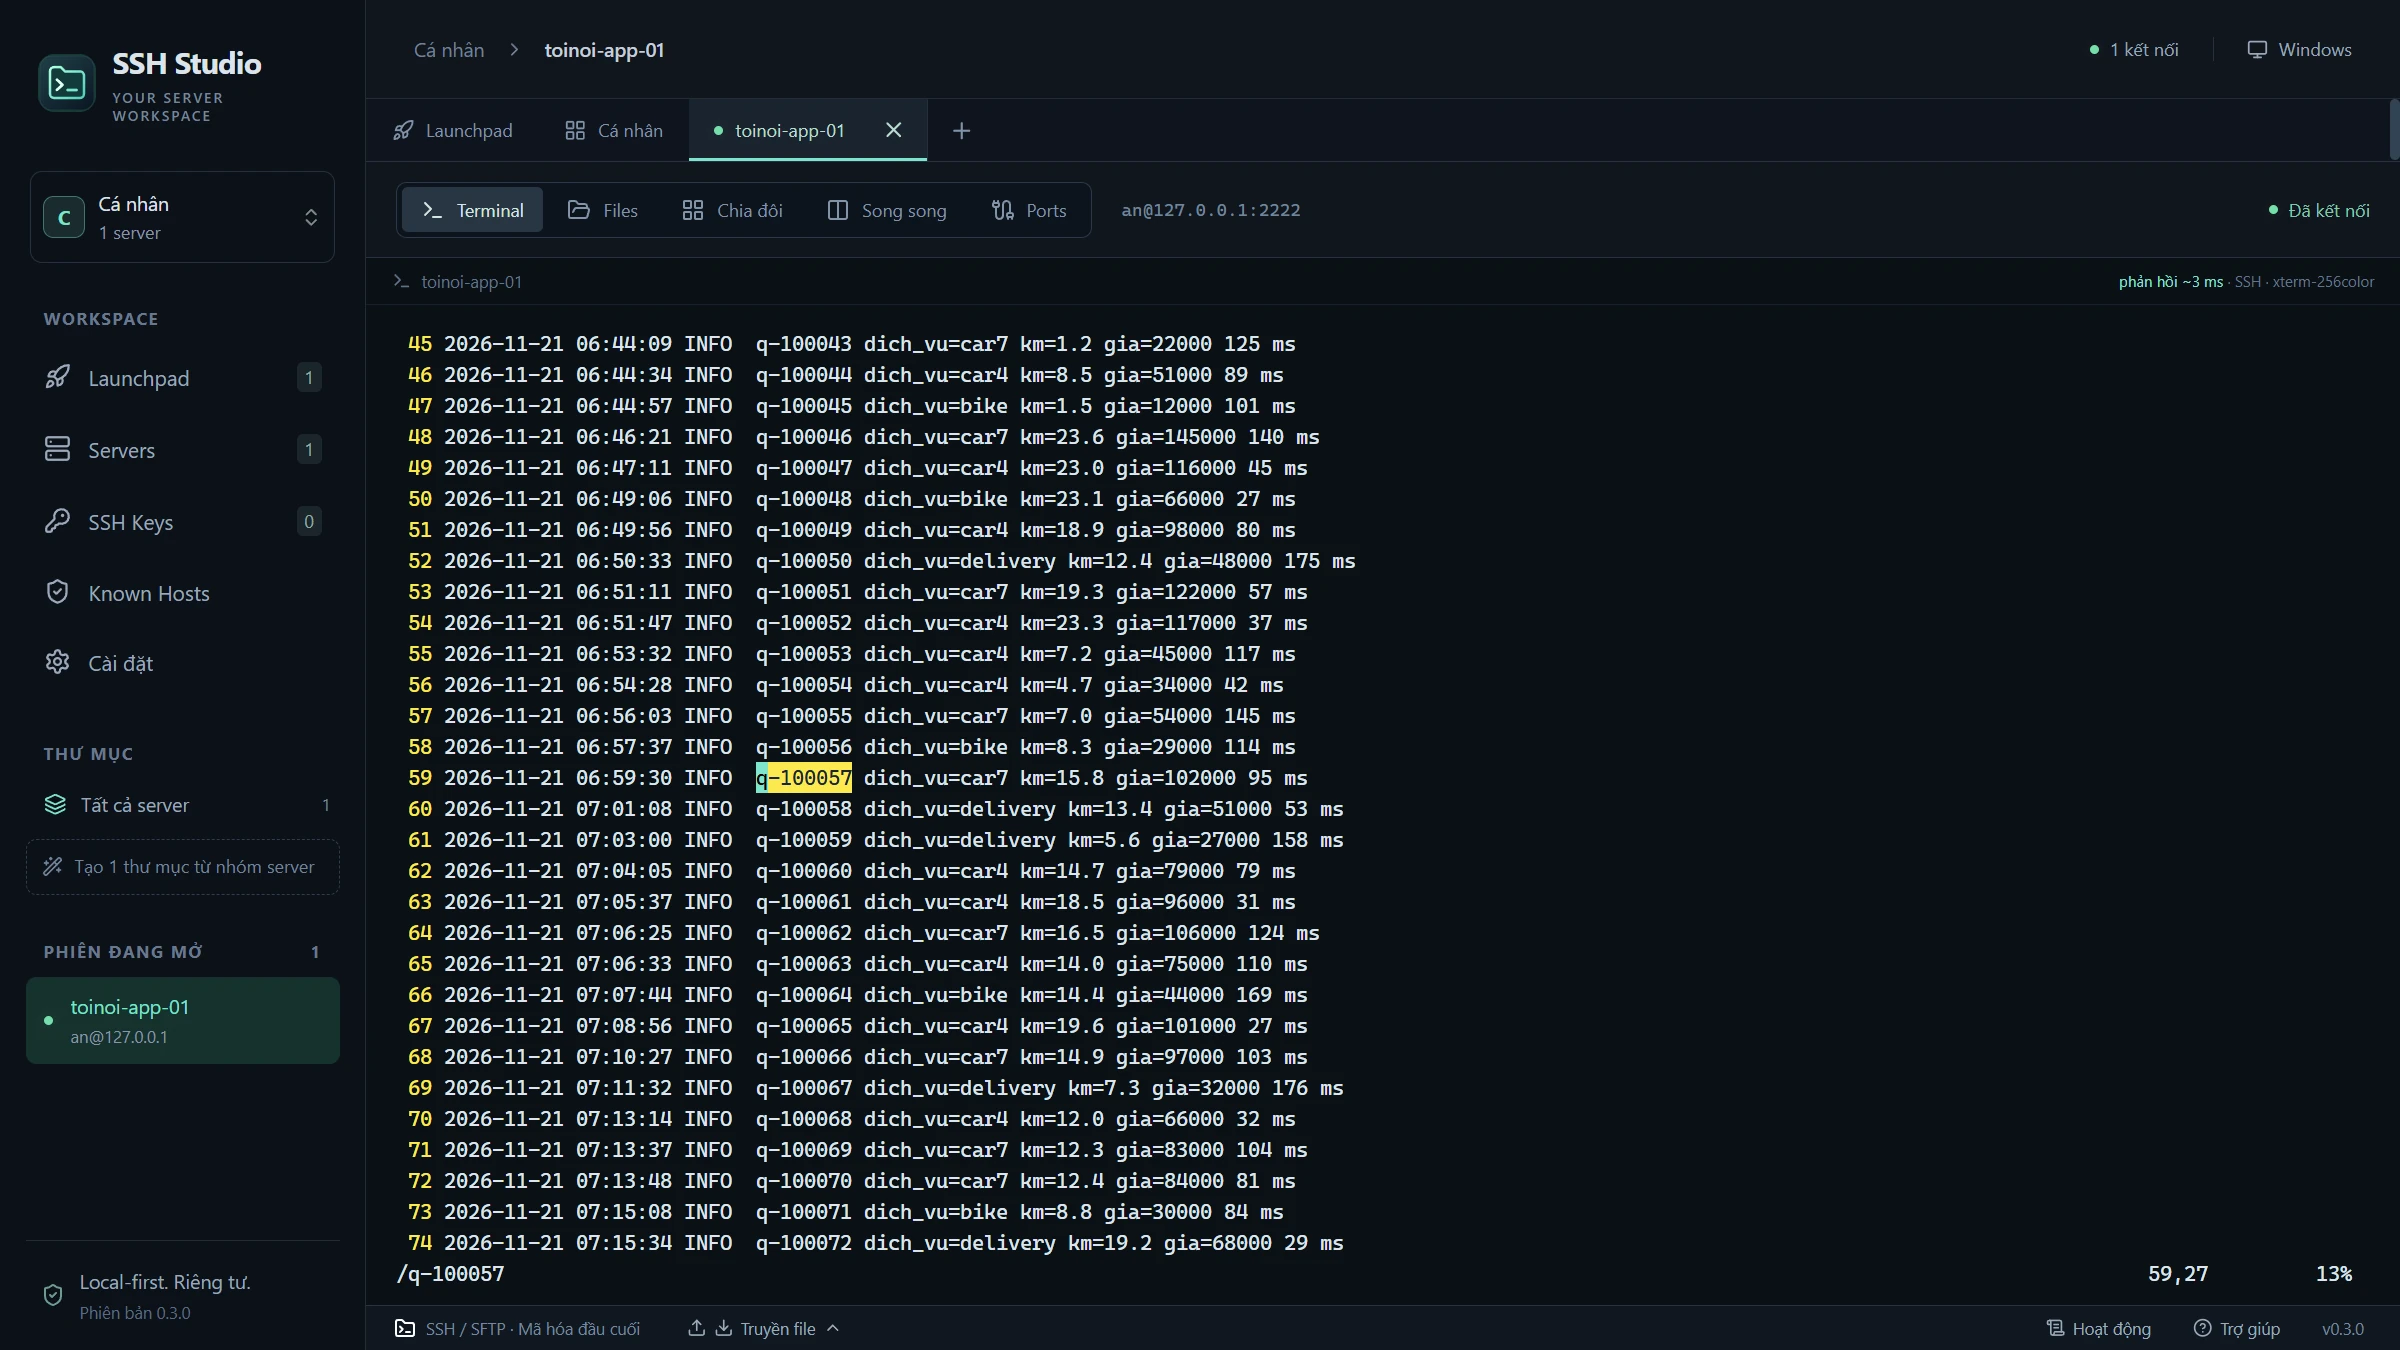 SSH Studio
YOUR SERVER
WORKSPACE
C
Cá nhân
1 server
WORKSPACE
Launchpad 1
Servers 1
SSH Keys 0
Known Hosts
Cài đặt
THƯ MỤC
Tất cả server 1
Tạo 1 thư mục từ nhóm server
PHIÊN ĐANG MỞ 1
toinoi-app-01
an@127.0.0.1
Local-first. Riêng tư.
Phiên bản 0.3.0
Cá nhân > toinoi-app-01
1 kết nối
Windows
Launchpad
Cá nhân
toinoi-app-01
Terminal
Files
Chia đôi
Song song
Ports
an@127.0.0.1:2222
Đã kết nối
toinoi-app-01
phản hồi ~3 ms · SSH · xterm-256color
45 2026-11-21 06:44:09 INFO  q-100043 dich_vu=car7 km=1.2 gia=22000 125 ms
46 2026-11-21 06:44:34 INFO  q-100044 dich_vu=car4 km=8.5 gia=51000 89 ms
47 2026-11-21 06:44:57 INFO  q-100045 dich_vu=bike km=1.5 gia=12000 101 ms
48 2026-11-21 06:46:21 INFO  q-100046 dich_vu=car7 km=23.6 gia=145000 140 ms
49 2026-11-21 06:47:11 INFO  q-100047 dich_vu=car4 km=23.0 gia=116000 45 ms
50 2026-11-21 06:49:06 INFO  q-100048 dich_vu=bike km=23.1 gia=66000 27 ms
51 2026-11-21 06:49:56 INFO  q-100049 dich_vu=car4 km=18.9 gia=98000 80 ms
52 2026-11-21 06:50:33 INFO  q-100050 dich_vu=delivery km=12.4 gia=48000 175 ms
53 2026-11-21 06:51:11 INFO  q-100051 dich_vu=car7 km=19.3 gia=122000 57 ms
54 2026-11-21 06:51:47 INFO  q-100052 dich_vu=car4 km=23.3 gia=117000 37 ms
55 2026-11-21 06:53:32 INFO  q-100053 dich_vu=car4 km=7.2 gia=45000 117 ms
56 2026-11-21 06:54:28 INFO  q-100054 dich_vu=car4 km=4.7 gia=34000 42 ms
57 2026-11-21 06:56:03 INFO  q-100055 dich_vu=car7 km=7.0 gia=54000 145 ms
58 2026-11-21 06:57:37 INFO  q-100056 dich_vu=bike km=8.3 gia=29000 114 ms
59 2026-11-21 06:59:30 INFO  q-100057 dich_vu=car7 km=15.8 gia=102000 95 ms
60 2026-11-21 07:01:08 INFO  q-100058 dich_vu=delivery km=13.4 gia=51000 53 ms
61 2026-11-21 07:03:00 INFO  q-100059 dich_vu=delivery km=5.6 gia=27000 158 ms
62 2026-11-21 07:04:05 INFO  q-100060 dich_vu=car4 km=14.7 gia=79000 79 ms
63 2026-11-21 07:05:37 INFO  q-100061 dich_vu=car4 km=18.5 gia=96000 31 ms
64 2026-11-21 07:06:25 INFO  q-100062 dich_vu=car7 km=16.5 gia=106000 124 ms
65 2026-11-21 07:06:33 INFO  q-100063 dich_vu=car4 km=14.0 gia=75000 110 ms
66 2026-11-21 07:07:44 INFO  q-100064 dich_vu=bike km=14.4 gia=44000 169 ms
67 2026-11-21 07:08:56 INFO  q-100065 dich_vu=car4 km=19.6 gia=101000 27 ms
68 2026-11-21 07:10:27 INFO  q-100066 dich_vu=car7 km=14.9 gia=97000 103 ms
69 2026-11-21 07:11:32 INFO  q-100067 dich_vu=delivery km=7.3 gia=32000 176 ms
70 2026-11-21 07:13:14 INFO  q-100068 dich_vu=car4 km=12.0 gia=66000 32 ms
71 2026-11-21 07:13:37 INFO  q-100069 dich_vu=car7 km=12.3 gia=83000 104 ms
72 2026-11-21 07:13:48 INFO  q-100070 dich_vu=car7 km=12.4 gia=84000 81 ms
73 2026-11-21 07:15:08 INFO  q-100071 dich_vu=bike km=8.8 gia=30000 84 ms
74 2026-11-21 07:15:34 INFO  q-100072 dich_vu=delivery km=19.2 gia=68000 29 ms
/q-100057 59,27 13%
SSH / SFTP · Mã hóa đầu cuối
Truyền file
Hoạt động
Trợ giúp
v0.3.0